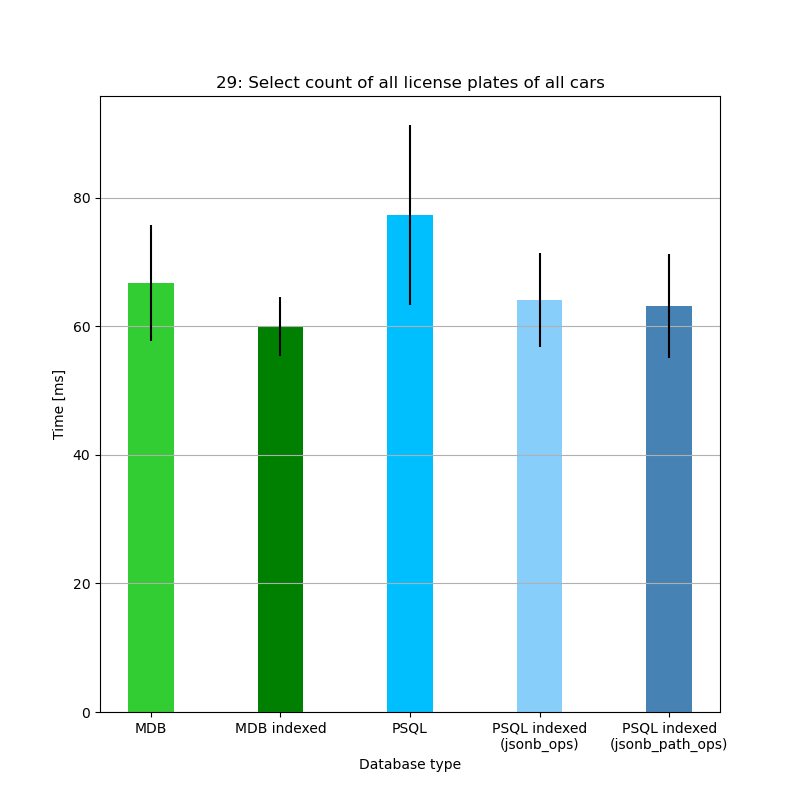 29: Select count of all license plates of all cars
80
60
40
20
0
Time [ms]
MDB
MDB indexed
PSQL
PSQL indexed
(jsonb_ops)
PSQL indexed
(jsonb_path_ops)
Database type